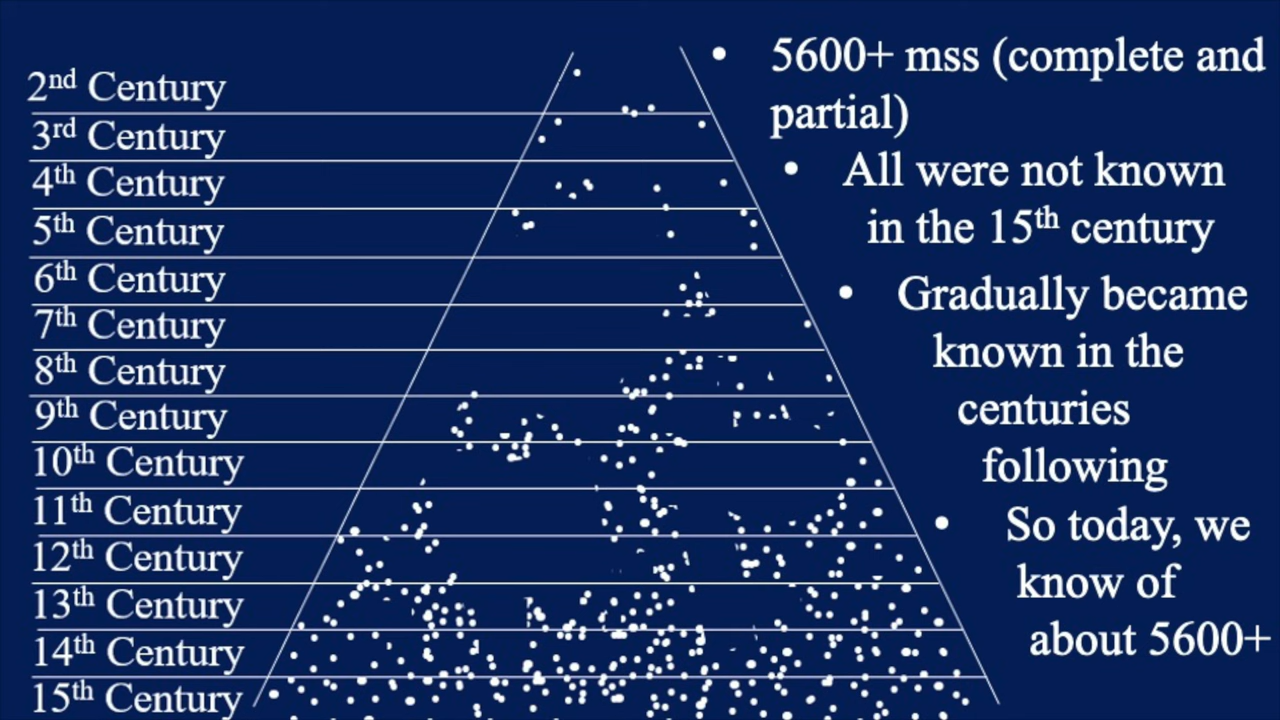 2nd Century
3rd Century
4th Century
5th Century
6th Century
7th Century
8th Century
9th Century
10th Century
11th Century
12th Century
13th Century
14th Century
15th Century
• 5600+ mss (complete and
partial)
• All were not known
in the 15th century
• Gradually became
known in the
centuries
following
• So today, we
know of
about 5600+